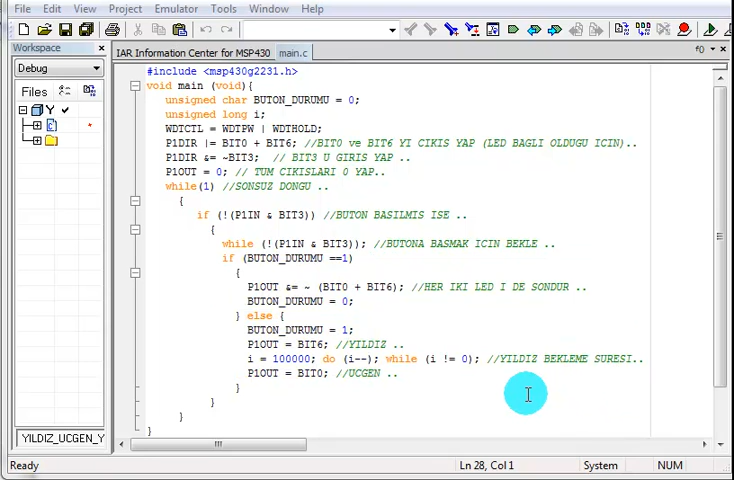 File Edit View Project Emulator Tools Window Help
Workspace
IAR Information Center for MSP430 main.c f()
Debug
Files
Y
#include <msp430g2231.h>
void main (void){
unsigned char BUTON_DURUMU = 0;
unsigned long i;
WDTCTL = WDTPW | WDTHOLD;
P1DIR |= BIT0 + BIT6; //BIT0 ve BIT6 YI CIKIS YAP (LED BAGLI OLDUGU ICIN)..
P1DIR &= ~BIT3; // BIT3 U GIRIS YAP ..
P1OUT = 0; // TUM CIKISLARI 0 YAP..
while(1) //SONSUZ DONGU ..
{
if (!(P1IN & BIT3)) //BUTON BASILMIS ISE ..
{
while (!(P1IN & BIT3)); //BUTONA BASMAK ICIN BEKLE ..
if (BUTON_DURUMU ==1)
{
P1OUT &= ~ (BIT0 + BIT6); //HER IKI LED I DE SONDUR ..
BUTON_DURUMU = 0;
} else {
BUTON_DURUMU = 1;
P1OUT = BIT6; //YILDIZ ..
i = 100000; do (i--); while (i != 0); //YILDIZ BEKLEME SURESI..
P1OUT = BIT0; //UCGEN ..
}
}
}
}
YILDIZ_UCGEN_Y
Ready Ln 28, Col 1 System NUM